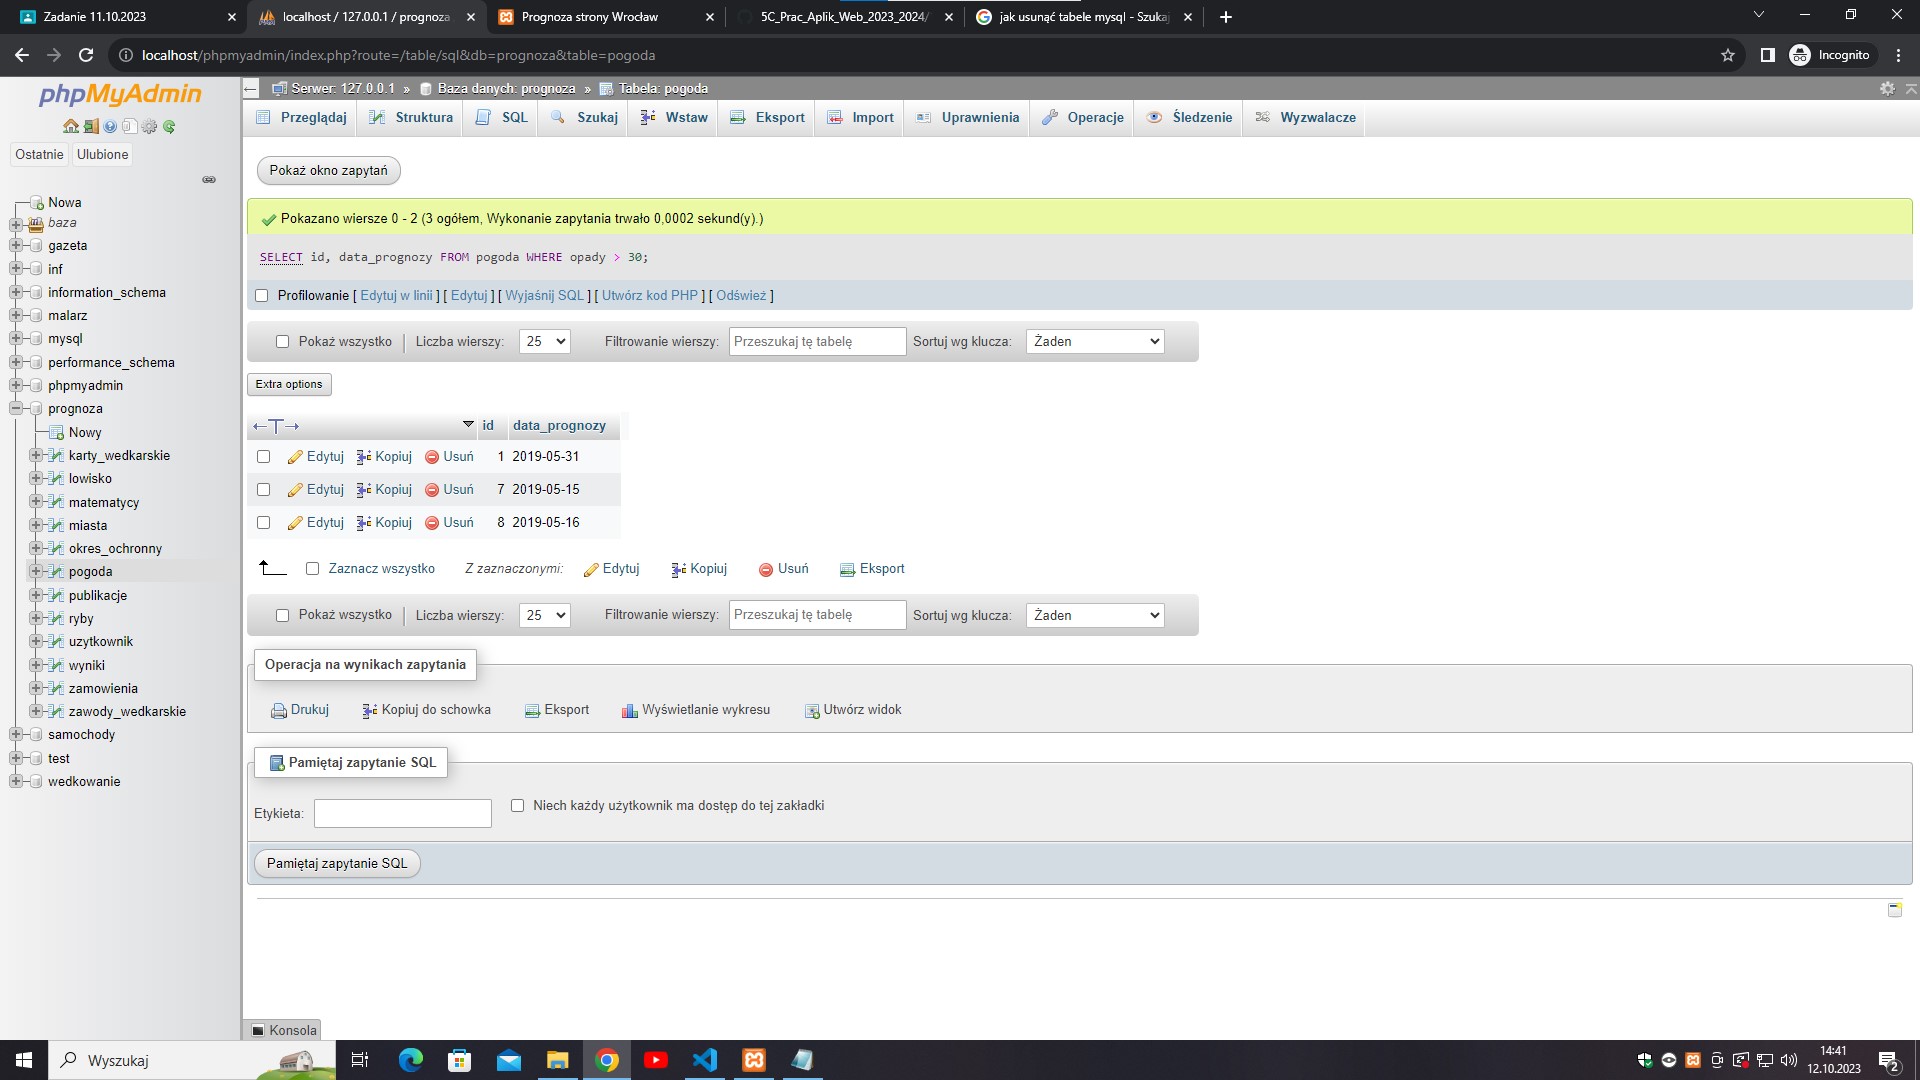 Zadanie 11.10.2023
localhost / 127.0.0.1 / prognoza
Prognoza strony Wrocław
5C_Prac_Aplik_Web_2023_2024/
jak usunąć tabele mysql - Szukaj
localhost/phpmyadmin/index.php?route=/table/sql&db=prognoza&table=pogoda
Incognito
phpMyAdmin
Ostatnie
Ulubione
Nowa
baza
gazeta
inf
information_schema
malarz
mysql
performance_schema
phpmyadmin
prognoza
Nowy
karty_wedkarskie
lowisko
matematycy
miasta
okres_ochronny
pogoda
publikacje
ryby
uzytkownik
wyniki
zamowienia
zawody_wedkarskie
samochody
test
wedkowanie
Serwer: 127.0.0.1 » Baza danych: prognoza » Tabela: pogoda
Przeglądaj Struktura SQL Szukaj Wstaw Eksport Import Uprawnienia Operacje Śledzenie Wyzwalacze
Pokaż okno zapytań
Pokazano wiersze 0 - 2 (3 ogółem, Wykonanie zapytania trwało 0,0002 sekund(y).)
SELECT id, data_prognozy FROM pogoda WHERE opady > 30;
Profilowanie [ Edytuj w linii ] [ Edytuj ] [ Wyjaśnij SQL ] [ Utwórz kod PHP ] [ Odśwież ]
Pokaż wszystko Liczba wierszy: 25 Filtrowanie wierszy: Przeszukaj tę tabelę Sortuj wg klucza: Żaden
Extra options
id data_prognozy
Edytuj Kopiuj Usuń 1 2019-05-31
Edytuj Kopiuj Usuń 7 2019-05-15
Edytuj Kopiuj Usuń 8 2019-05-16
Zaznacz wszystko Z zaznaczonymi: Edytuj Kopiuj Usuń Eksport
Pokaż wszystko Liczba wierszy: 25 Filtrowanie wierszy: Przeszukaj tę tabelę Sortuj wg klucza: Żaden
Operacja na wynikach zapytania
Drukuj Kopiuj do schowka Eksport Wyświetlanie wykresu Utwórz widok
Pamiętaj zapytanie SQL
Etykieta: Niech każdy użytkownik ma dostęp do tej zakładki
Pamiętaj zapytanie SQL
Konsola
Wyszukaj
14:41
12.10.2023
2